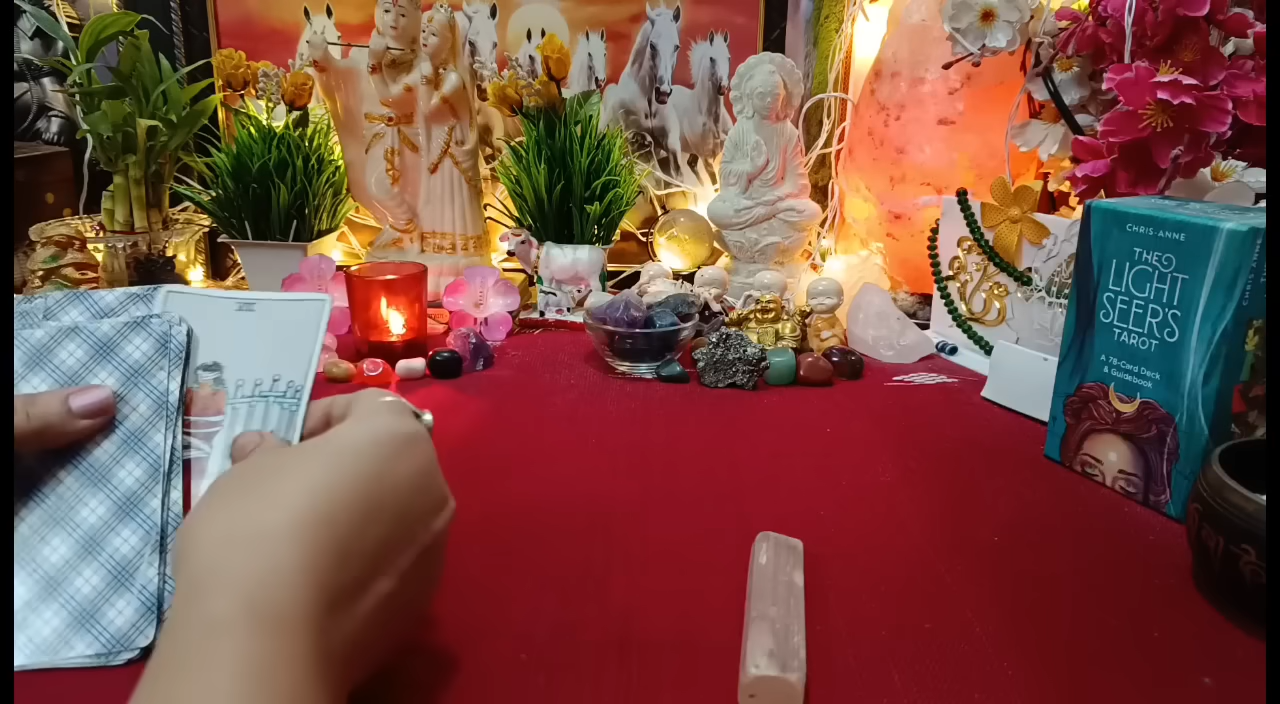 CHRIS-ANNE
THE
LIGHT
SEER'S
TAROT
A 78-Card Deck
& Guidebook